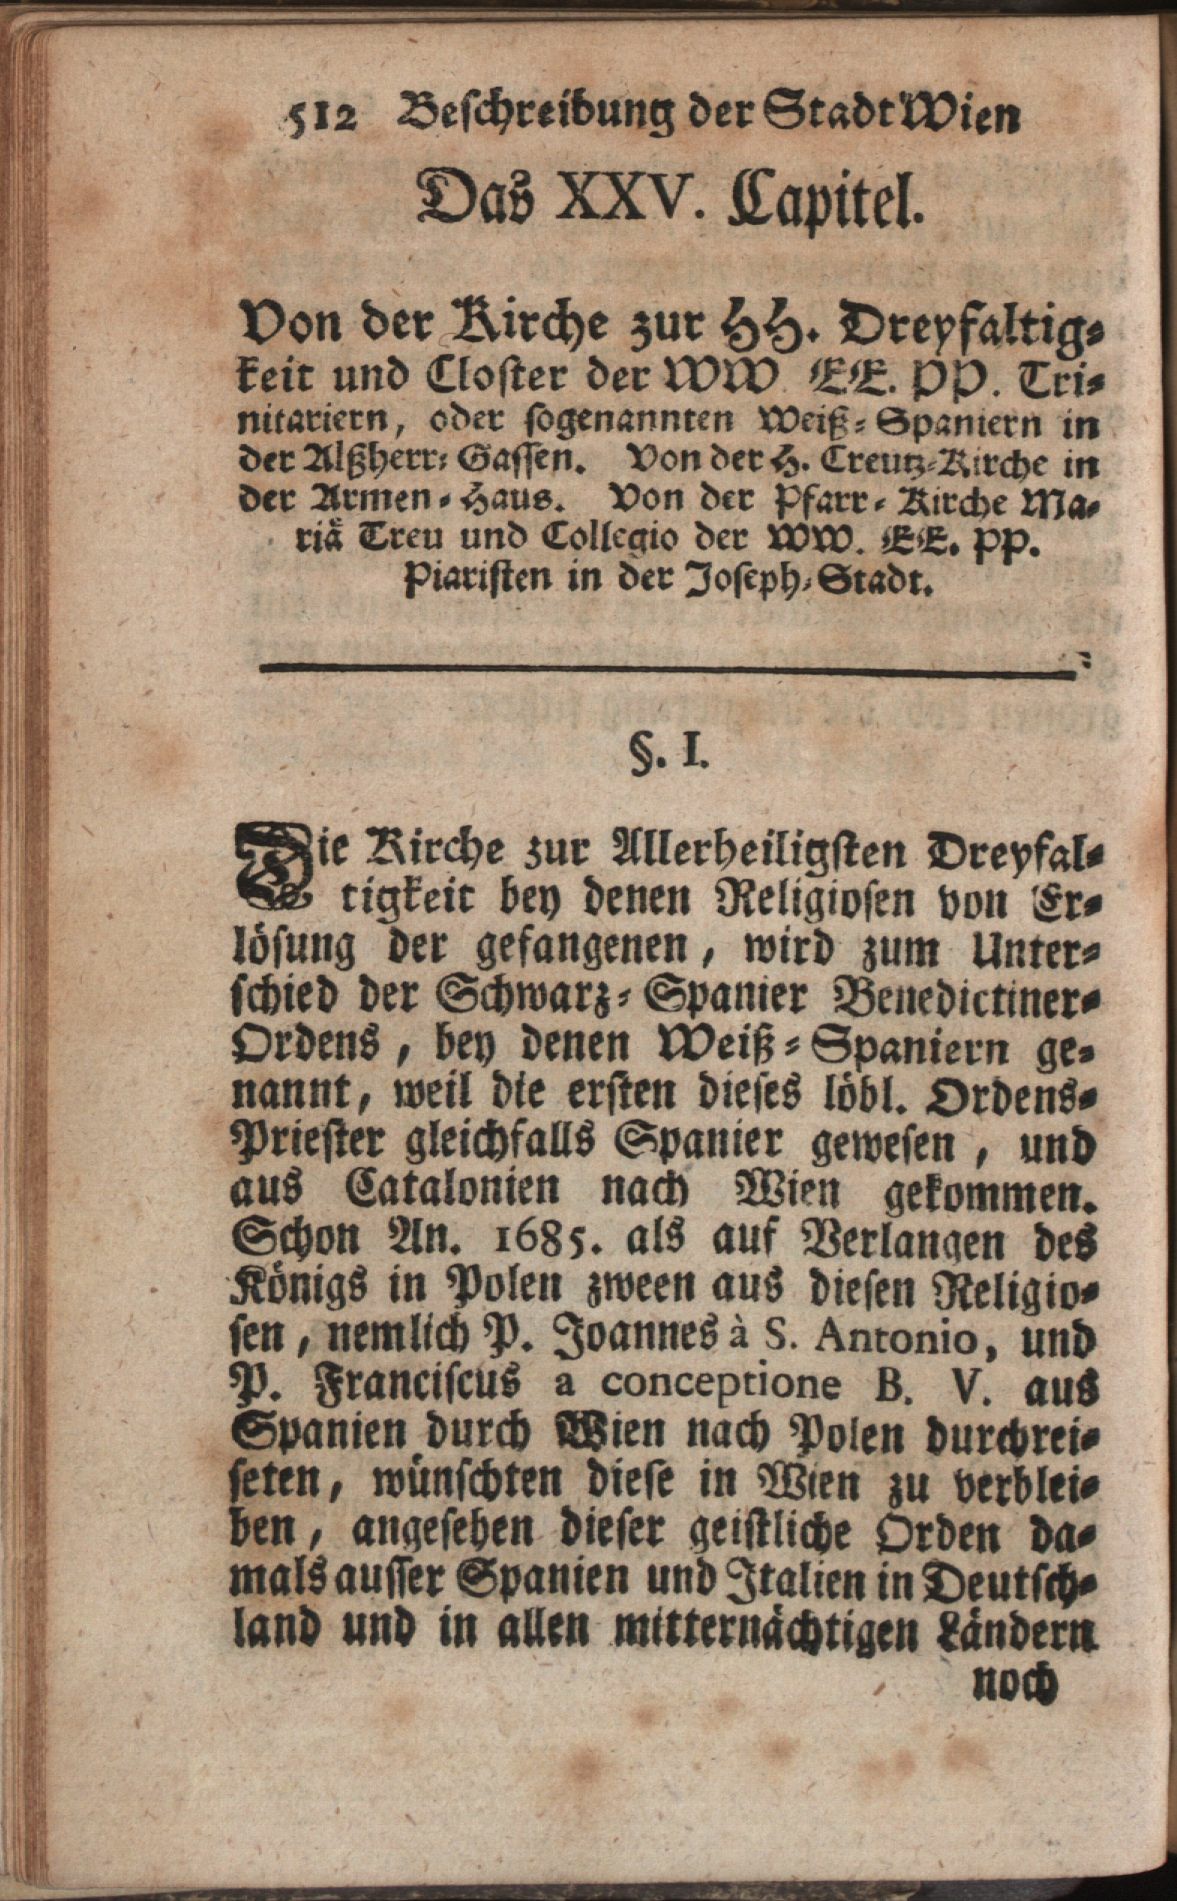 512 Beschreibung der Stadt Wien
Das XXV. Capitel.
Von der Kirche zur HH. Dreyfaltig-
keit und Closter der WW. EE. PP. Tri-
nitariern, oder sogenannten Weiß-Spaniern in
der Alßherr-Gassen. Von der H. Creutz-Kirche in
der Armen-Haus. Von der Pfarr-Kirche Ma-
riä Treu und Collegio der WW. EE. PP.
Piaristen in der Joseph-Stadt.
§. I.
Die Kirche zur Allerheiligsten Dreyfal-
tigkeit bey denen Religiosen von Er-
lösung der gefangenen, wird zum Unter-
schied der Schwarz-Spanier Benedictiner-
Ordens, bey denen Weiß-Spaniern ge-
nannt, weil die ersten dieses löbl. Ordens-
Priester gleichfalls Spanier gewesen, und
aus Catalonien nach Wien gekommen.
Schon An. 1685. als auf Verlangen des
Königs in Polen zween aus diesen Religio-
sen, nemlich P. Joannes à S. Antonio, und
P. Franciscus a conceptione B. V. aus
Spanien durch Wien nach Polen durchrei-
seten, wünschten diese in Wien zu verblei-
ben, angesehen dieser geistliche Orden da-
mals ausser Spanien und Italien in Deutsch-
land und in allen mitternächtigen Ländern
noch